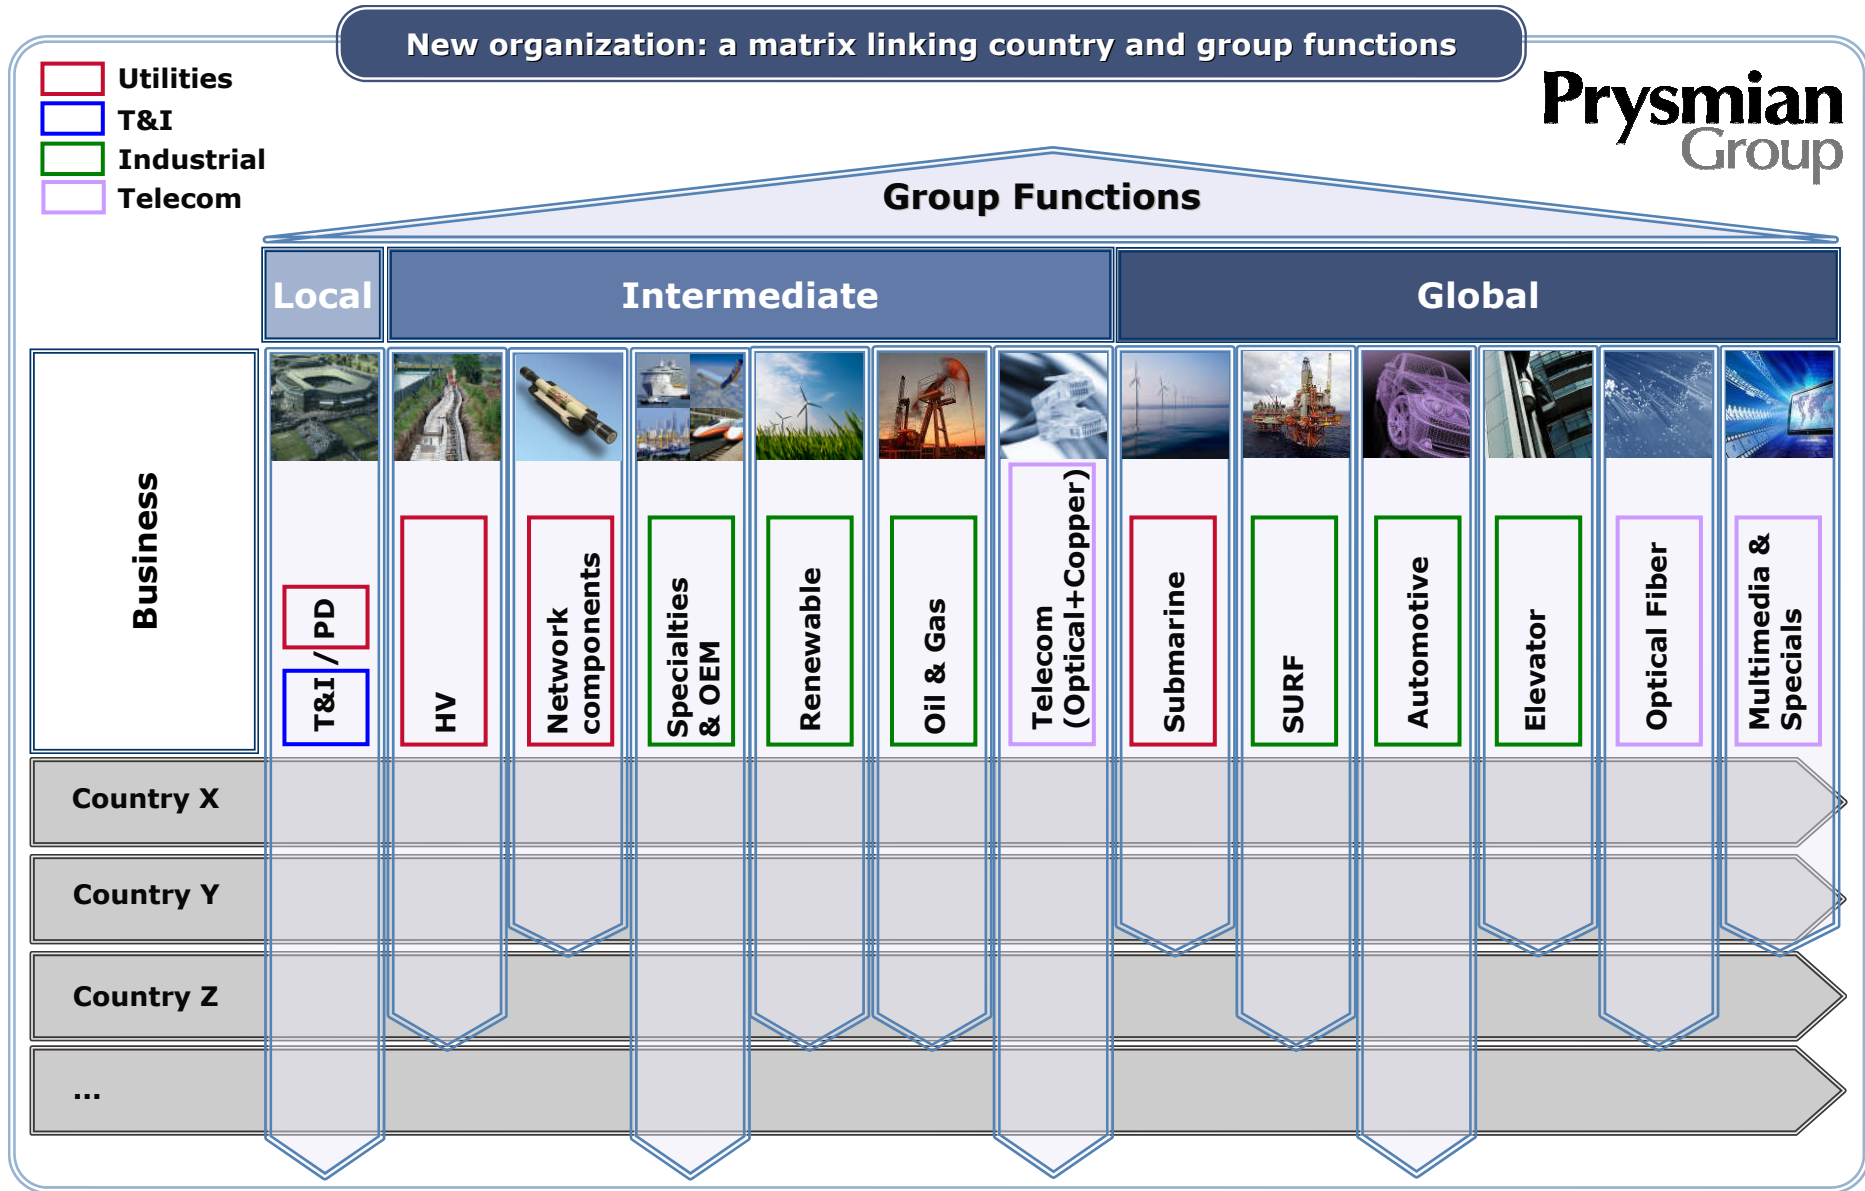 New organization: a matrix linking country and group functions
Utilities
T&I
Industrial
Telecom
Prysmian
Group
Group Functions
Local
Intermediate
Global
Business
T&I / PD
HV
Network
components
Specialties
& OEM
Renewable
Oil & Gas
Telecom
(Optical+Copper)
Submarine
SURF
Automotive
Elevator
Optical Fiber
Multimedia &
Specials
Country X
Country Y
Country Z
...